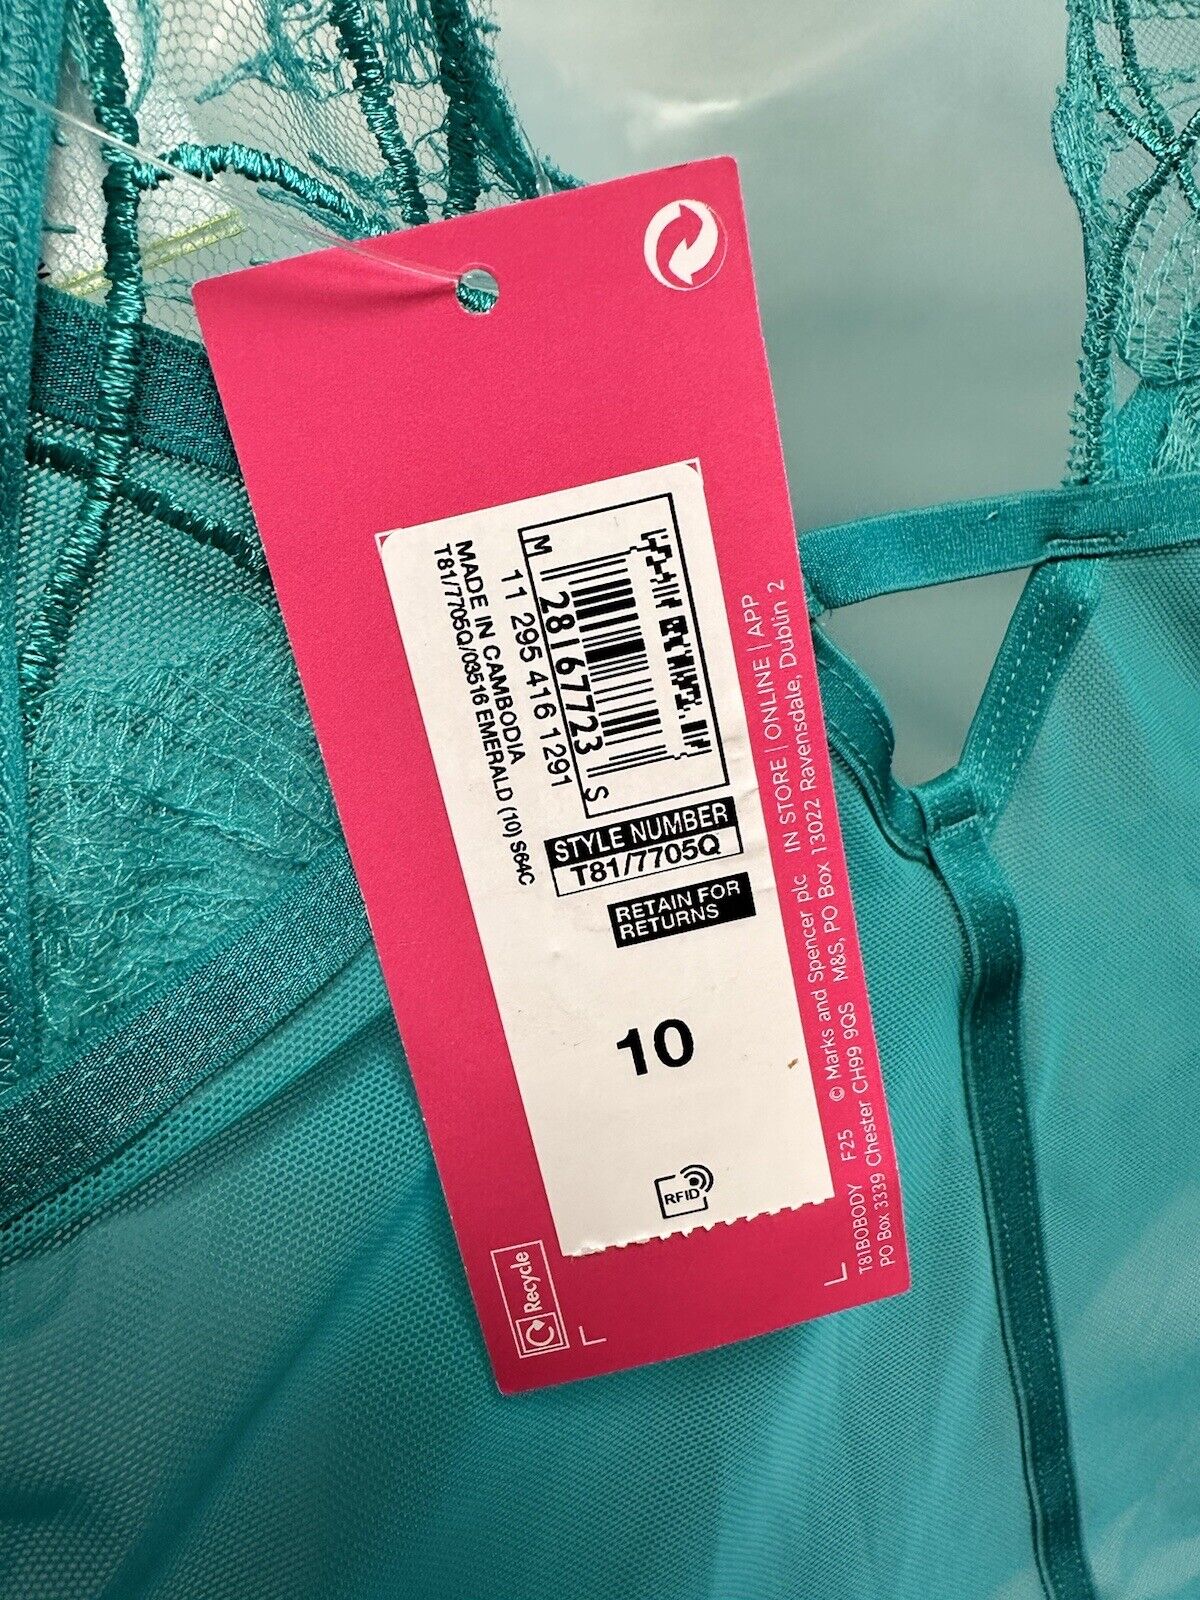 M 28167723 S
11 295 416 1291
MADE IN CAMBODIA
T81/7705Q/03516 EMERALD (10) S64C
STYLE NUMBER
T81/7705Q
RETAIN FOR
RETURNS
10
RFID
Recycle
T81BOBODY F25 © Marks and Spencer plc IN STORE | ONLINE | APP
PO Box 3339 Chester CH99 9QS M&S, PO Box 13022 Ravensdale, Dublin 2